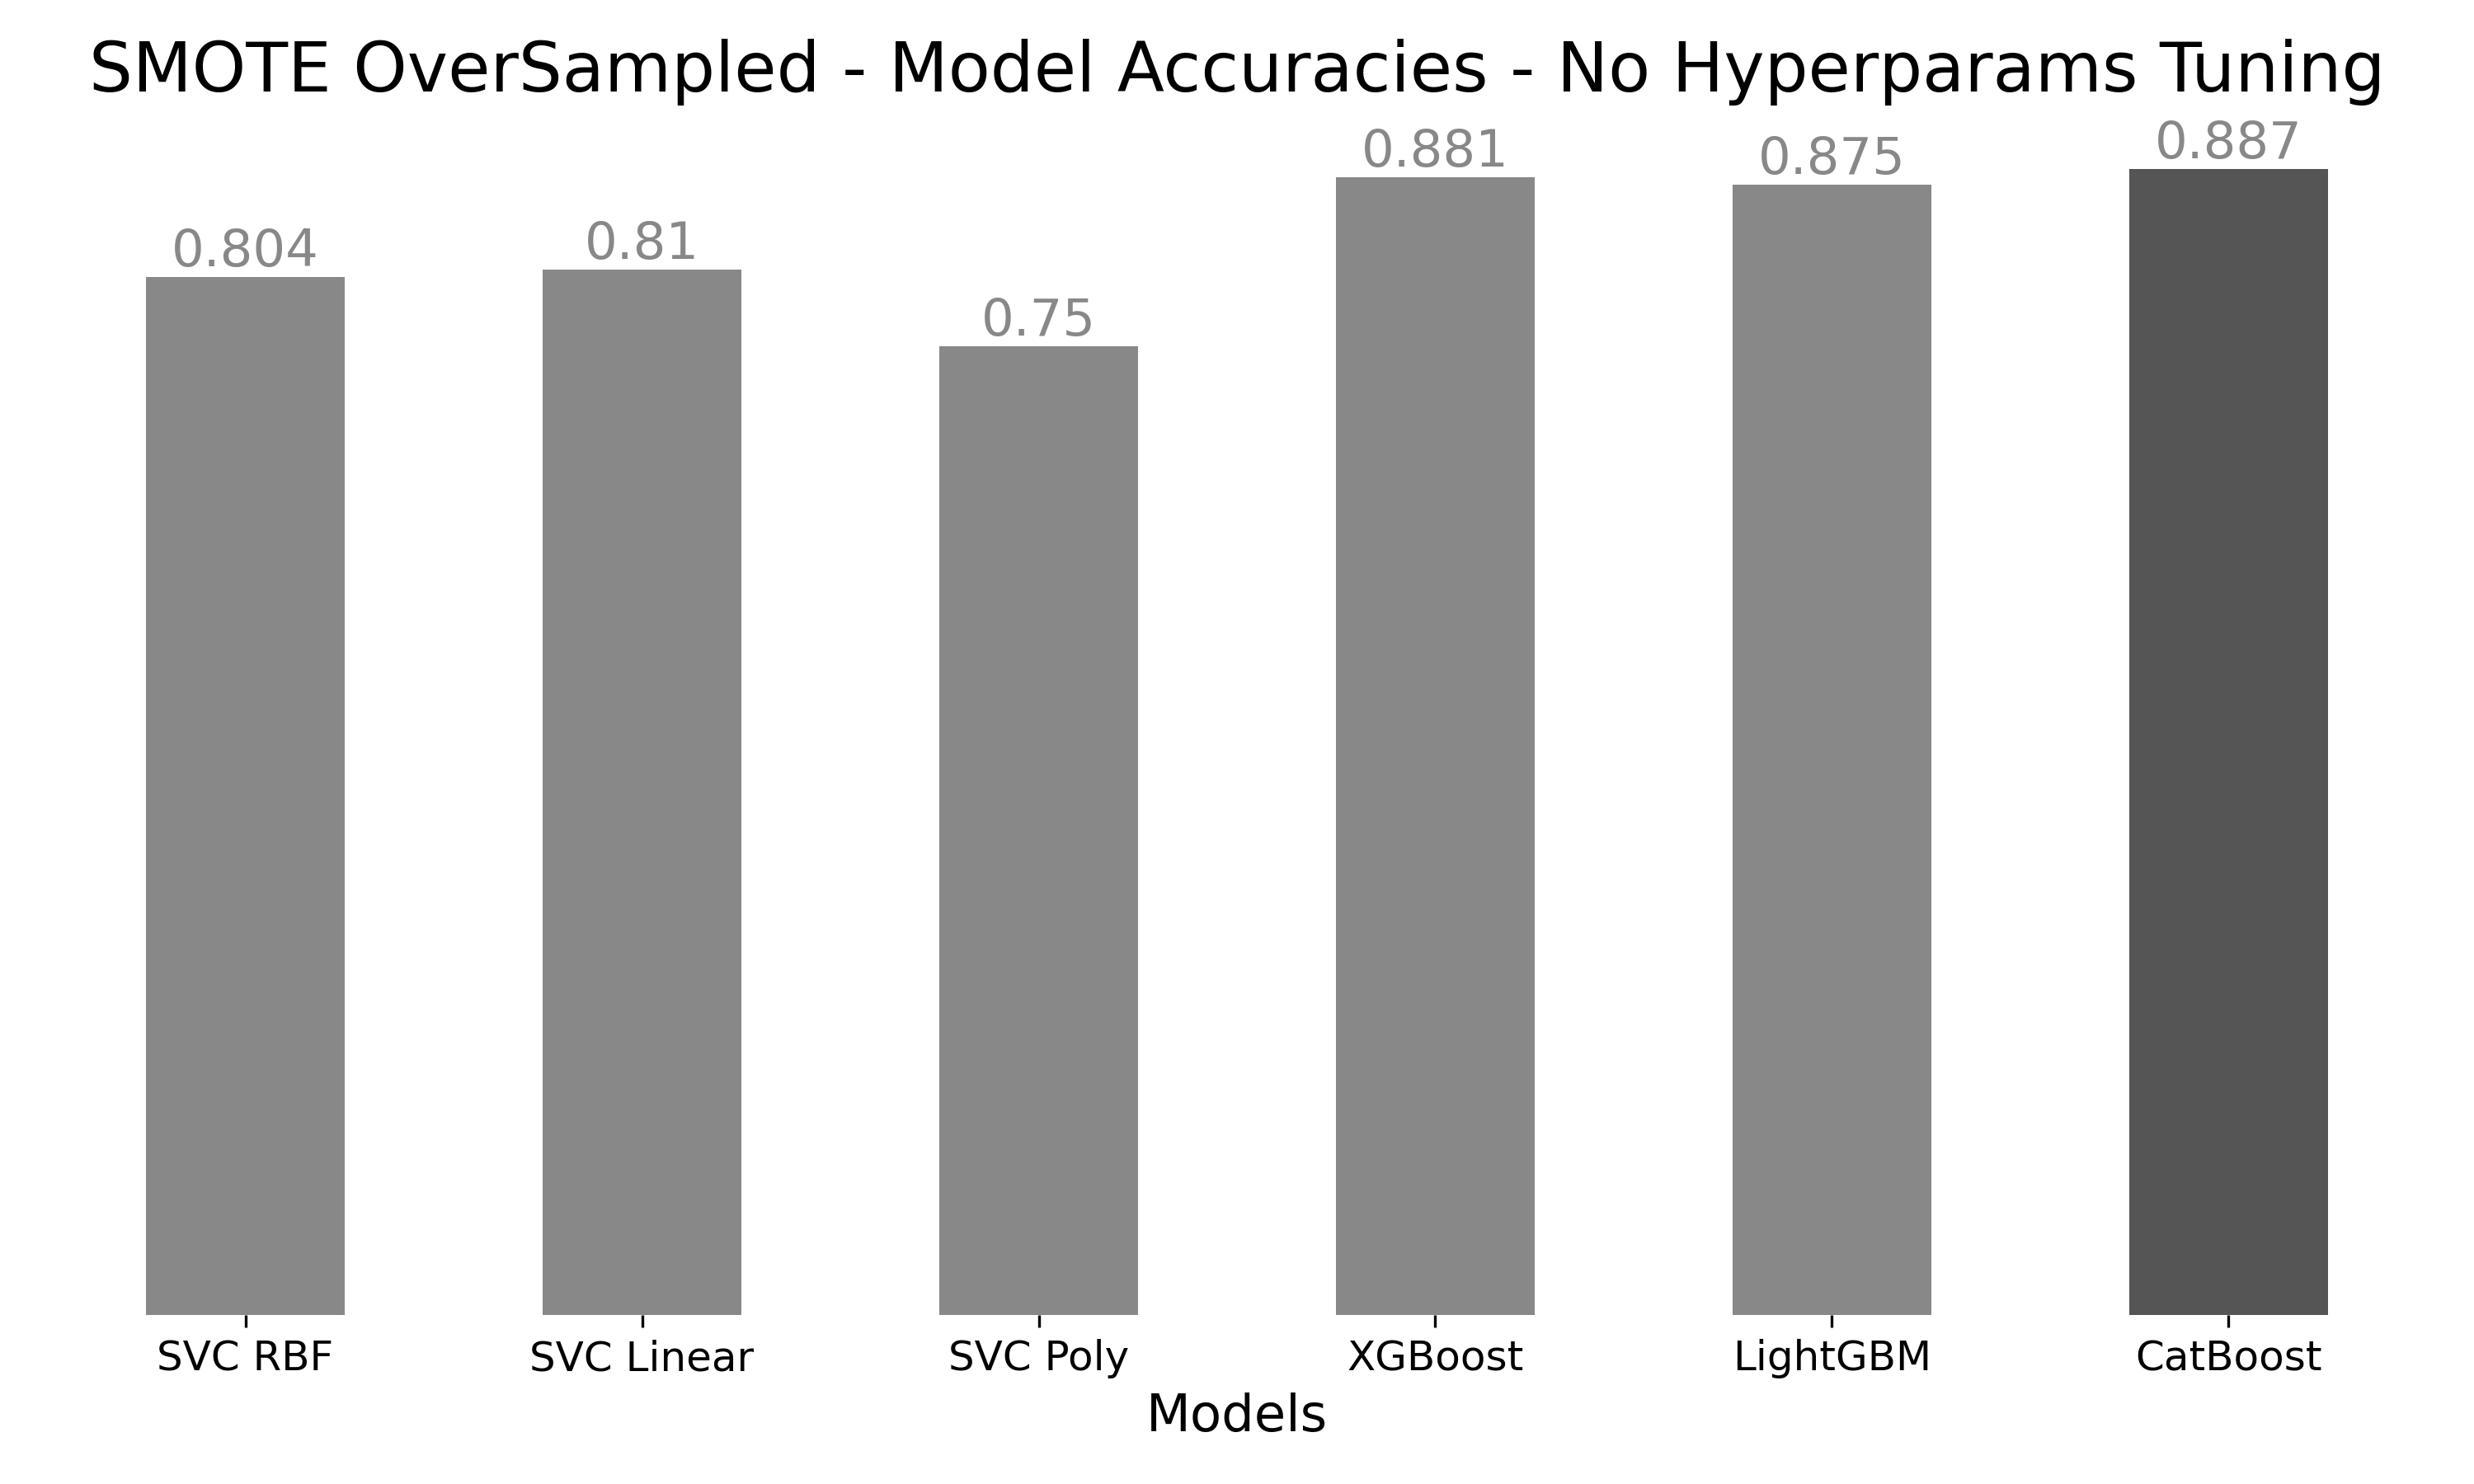 SMOTE OverSampled - Model Accuracies - No Hyperparams Tuning
0.804
0.81
0.75
0.881
0.875
0.887
SVC RBF
SVC Linear
SVC Poly
XGBoost
LightGBM
CatBoost
Models